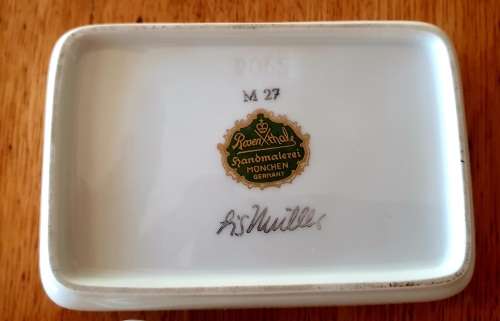 M 27
Rosenthal
Handmalerei
MÜNCHEN
GERMANY